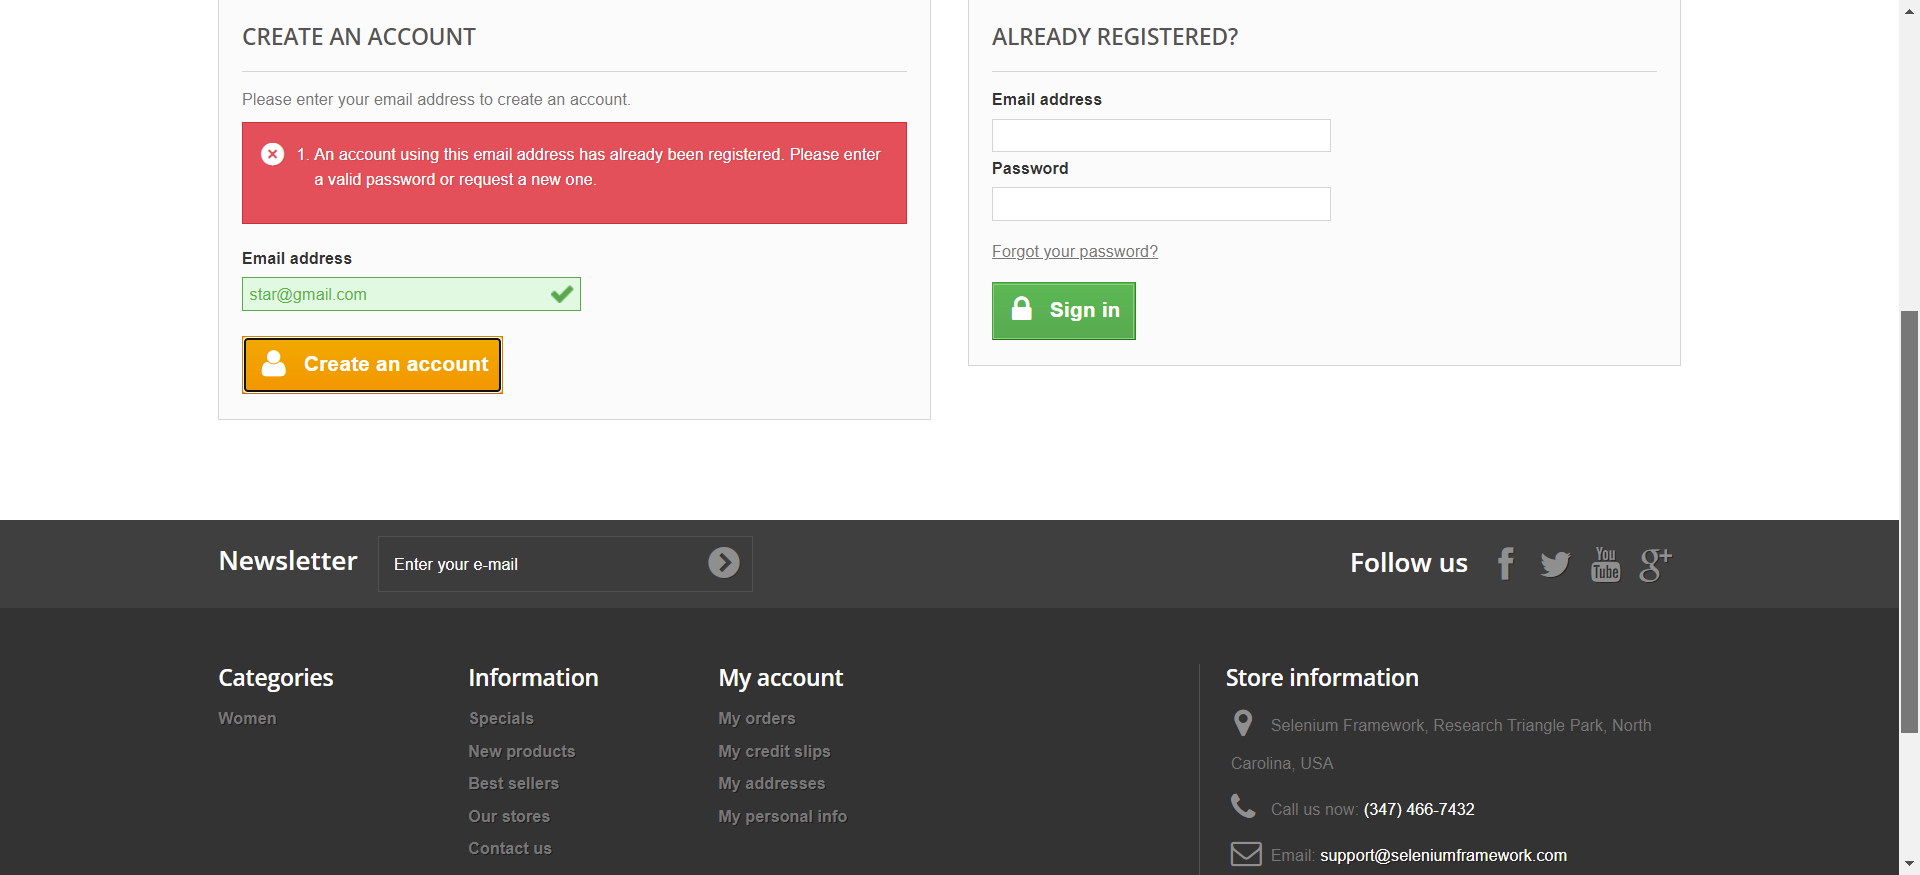 CREATE AN ACCOUNT
Please enter your email address to create an account.
1. An account using this email address has already been registered. Please enter
a valid password or request a new one.
Email address
star@gmail.com
Create an account
ALREADY REGISTERED?
Email address
Password
Forgot your password?
Sign in
Newsletter
Enter your e-mail
Follow us
You
Tube
g+
Categories
Women
Information
Specials
New products
Best sellers
Our stores
Contact us
My account
My orders
My credit slips
My addresses
My personal info
Store information
Selenium Framework, Research Triangle Park, North
Carolina, USA
Call us now: (347) 466-7432
Email: support@seleniumframework.com